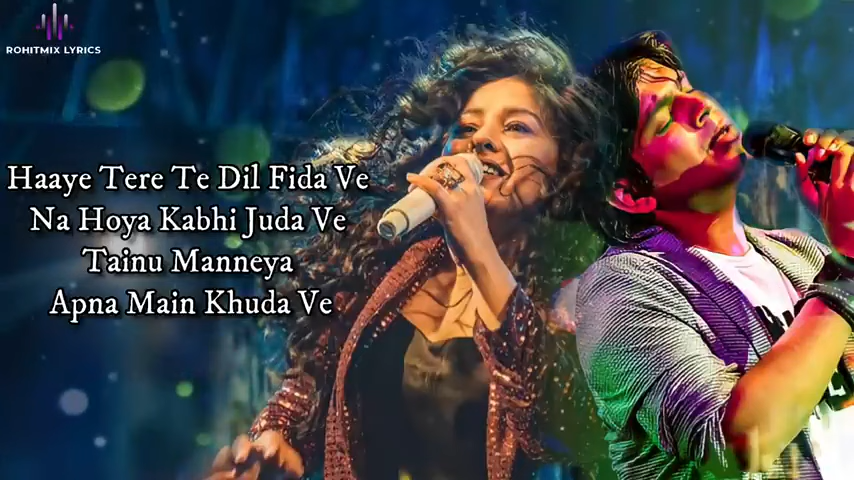 ROHITMIX LYRICS
Haaye Tere Te Dil Fida Ve
Na Hoya Kabhi Juda Ve
Tainu Manneya
Apna Main Khuda Ve